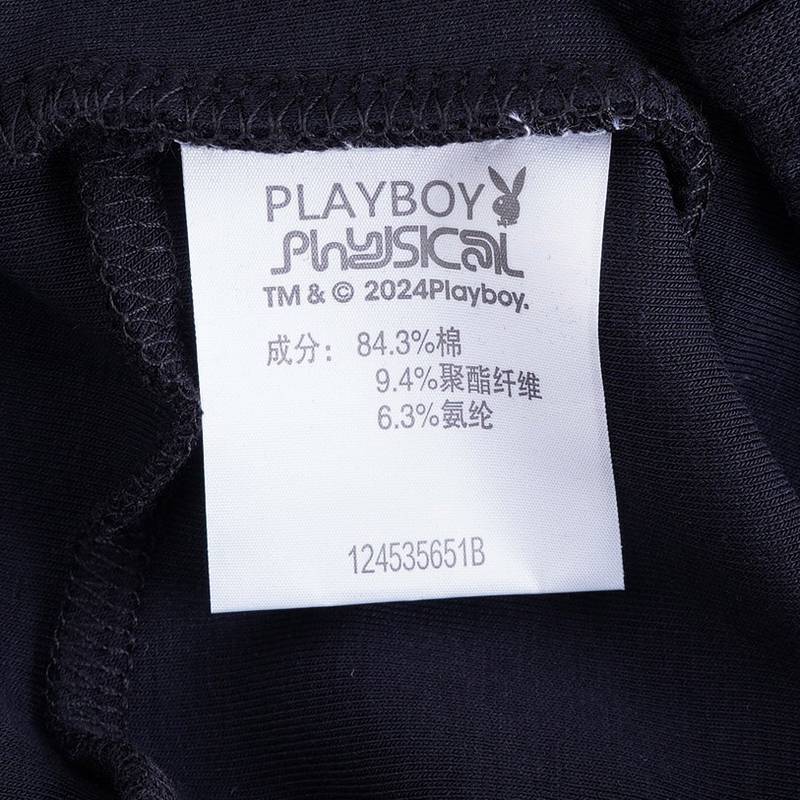 PLAYBOY
Physical
TM & © 2024Playboy.
成分：84.3%棉
9.4%聚酯纤维
6.3%氨纶
124535651B